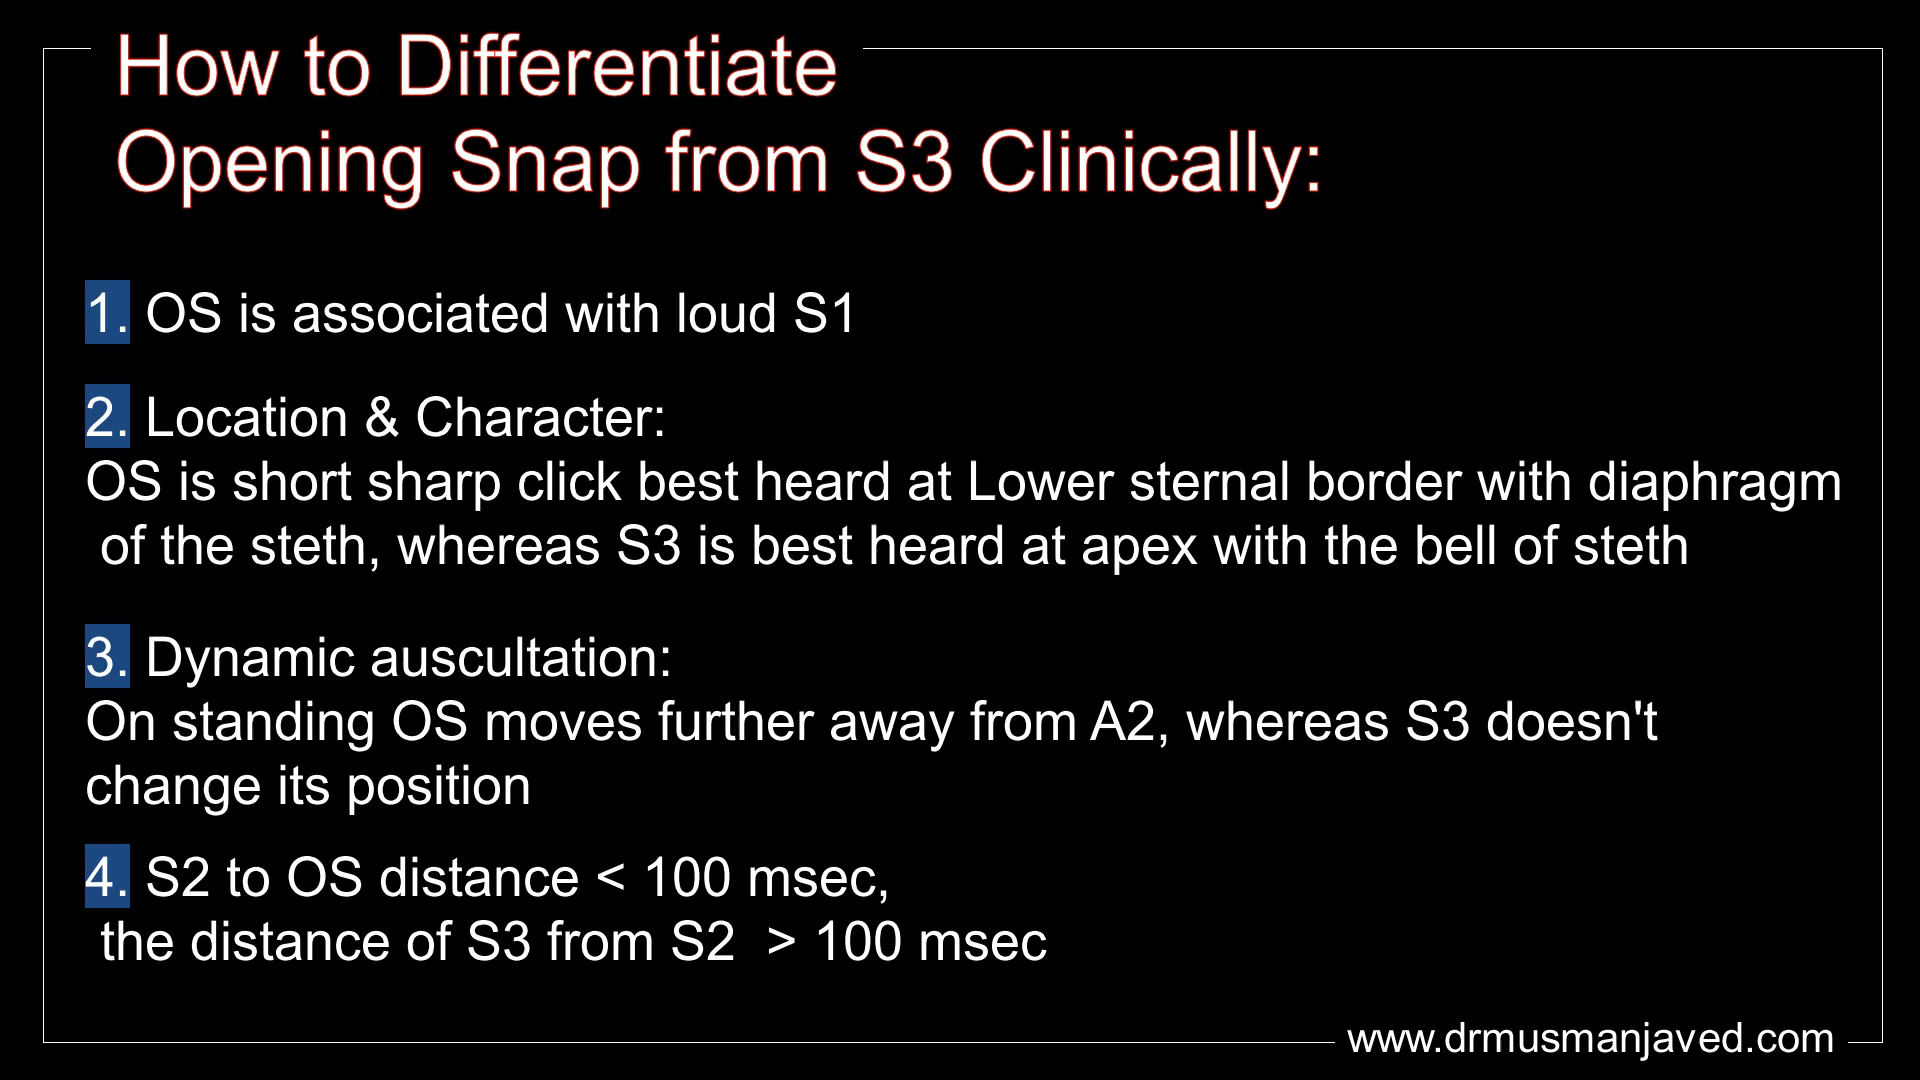 How to Differentiate
Opening Snap from S3 Clinically:
1. OS is associated with loud S1
2. Location & Character:
OS is short sharp click best heard at Lower sternal border with diaphragm
of the steth, whereas S3 is best heard at apex with the bell of steth
3. Dynamic auscultation:
On standing OS moves further away from A2, whereas S3 doesn't
change its position
4. S2 to OS distance < 100 msec,
the distance of S3 from S2 > 100 msec
www.drmusmanjaved.com